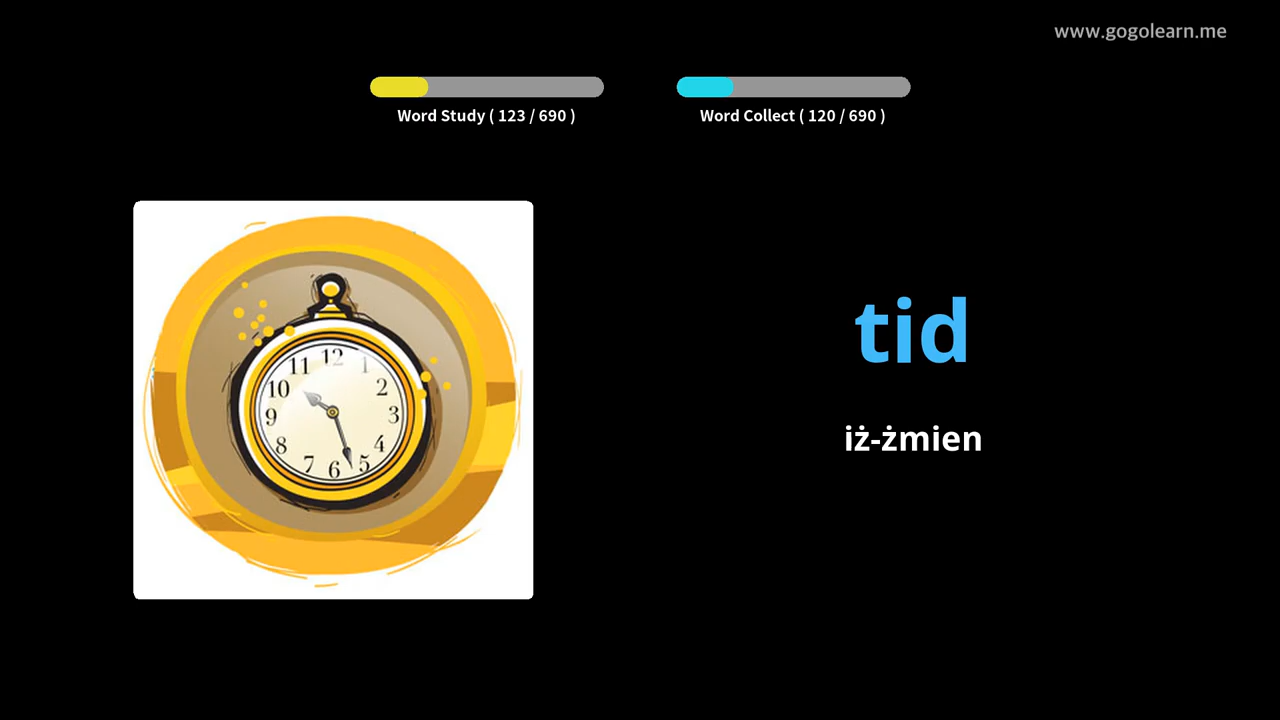 www.gogolearn.me
Word Study ( 123 / 690 )
Word Collect ( 120 / 690 )
11 12 1
10 2
9 3
8 4
7 6 5
tid
iż-żmien